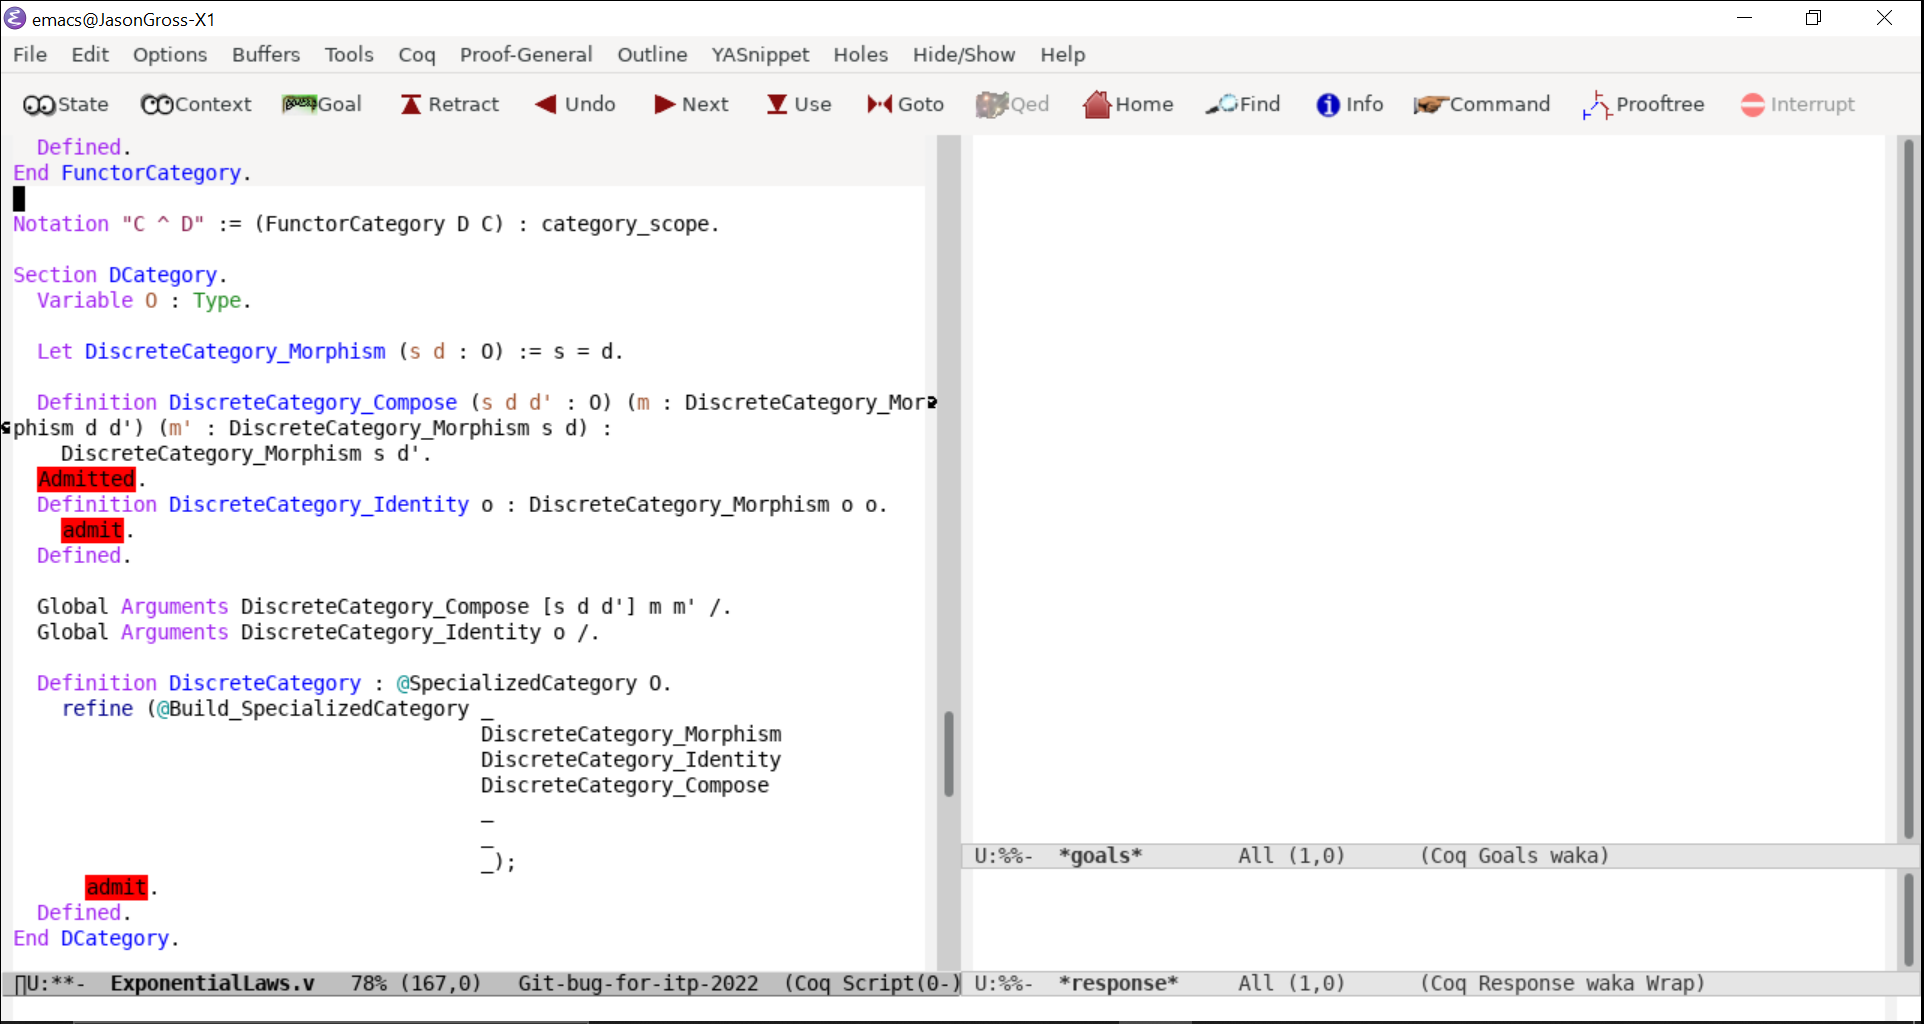 emacs@JasonGross-X1
File Edit Options Buffers Tools Coq Proof-General Outline YASnippet Holes Hide/Show Help
State Context Goal Retract Undo Next Use Goto Qed Home Find Info Command Prooftree Interrupt
Defined.
End FunctorCategory.
Notation "C ^ D" := (FunctorCategory D C) : category_scope.
Section DCategory.
Variable O : Type.
Let DiscreteCategory_Morphism (s d : O) := s = d.
Definition DiscreteCategory_Compose (s d d' : O) (m : DiscreteCategory_Mor
phism d d') (m' : DiscreteCategory_Morphism s d) :
DiscreteCategory_Morphism s d'.
Admitted.
Definition DiscreteCategory_Identity o : DiscreteCategory_Morphism o o.
admit.
Defined.
Global Arguments DiscreteCategory_Compose [s d d'] m m' /.
Global Arguments DiscreteCategory_Identity o /.
Definition DiscreteCategory : @SpecializedCategory O.
refine (@Build_SpecializedCategory _
DiscreteCategory_Morphism
DiscreteCategory_Identity
DiscreteCategory_Compose
_
_
_);
admit.
Defined.
End DCategory.
U:**- ExponentialLaws.v 78% (167,0) Git-bug-for-itp-2022 (Coq Script(0-)
U:%%- *goals* All (1,0) (Coq Goals waka)
U:%%- *response* All (1,0) (Coq Response waka Wrap)